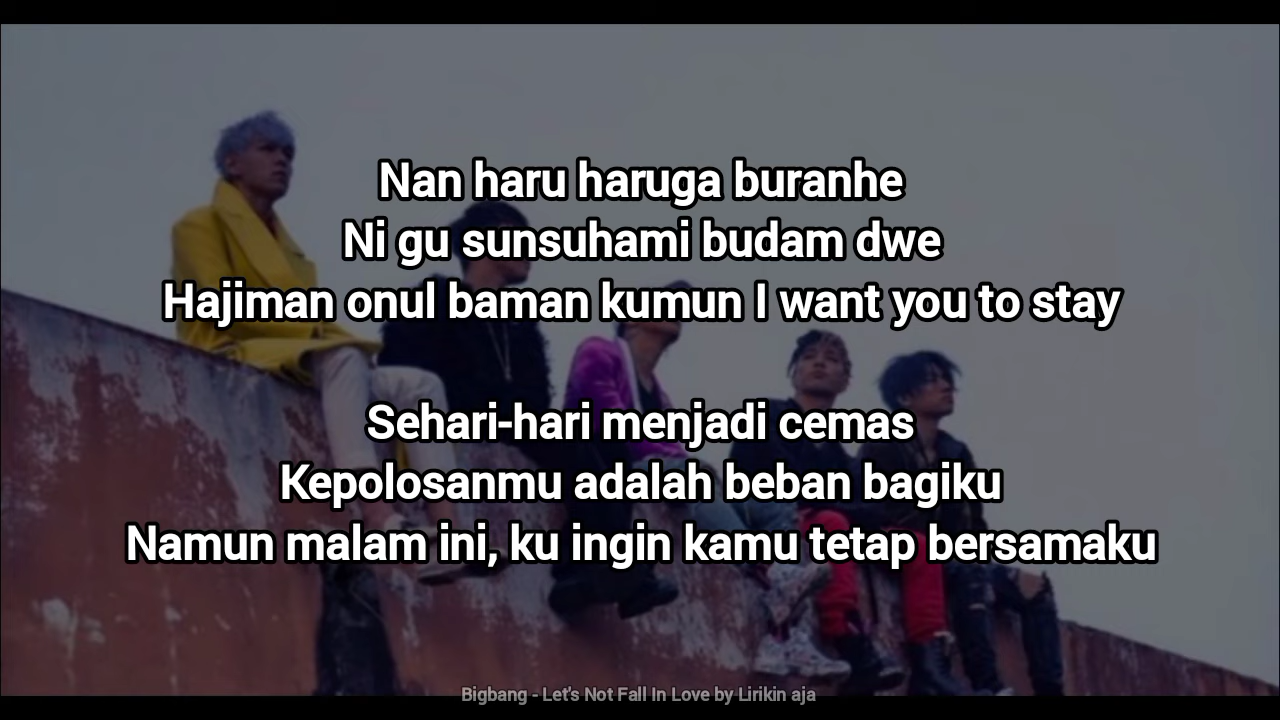 Nan haru haruga buranhe
Ni gu sunsuhami budam dwe
Hajiman onul baman kumun I want you to stay
Sehari-hari menjadi cemas
Kepolosanmu adalah beban bagiku
Namun malam ini, ku ingin kamu tetap bersamaku
Bigbang - Let's Not Fall In Love by Lirikin aja